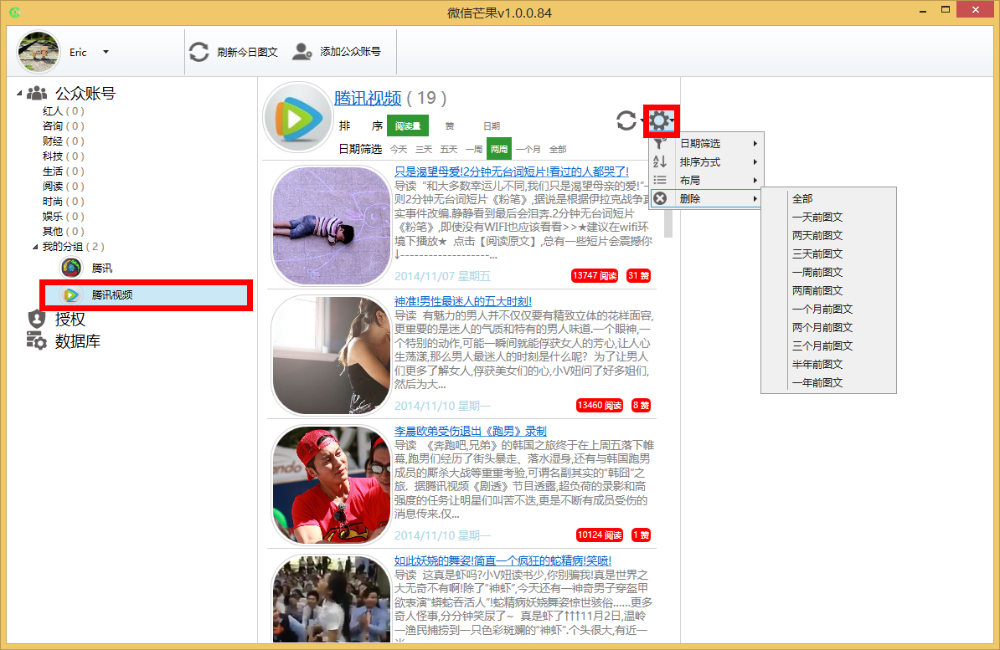 微信芒果v1.0.0.84
Eric
刷新今日图文
添加公众账号
公众账号
红人 ( 0 )
咨询 ( 0 )
财经 ( 0 )
科技 ( 0 )
生活 ( 0 )
阅读 ( 0 )
时尚 ( 0 )
娱乐 ( 0 )
其他 ( 0 )
我的分组 ( 2 )
腾讯
腾讯视频
授权
数据库
腾讯视频 ( 19 )
排 序 阅读量 赞 日期
日期筛选 今天 三天 五天 一周 两周 一个月 全部
只是渴望母爱!2分钟无台词短片!看过的人都哭了!
导读 “和大多数幸运儿不同,我们只是渴望母亲的爱!”一
则2分钟无台词短片《粉笔》,据说是根据伊拉克战争真
实事件改编.静静看到最后会泪奔.2分钟无台词短片
《粉笔》,即使没有WIFI也应该看看>>★建议在wifi环
境下播放★ 点击【阅读原文】,总有一些短片会震撼你
↓--------------------...
2014/11/07 星期五
13747 阅读
31 赞
神准!男性最迷人的五大时刻!
导读 有魅力的男人并不仅仅要有精致立体的花样面容,
更重要的是迷人的气质和特有的男人味道.一个眼神,一
个特别的动作,可能一瞬间就能俘获女人的芳心,让人心
生荡漾,那么男人最迷人的时刻是什么呢? 为了让男人
们更多了解女人,俘获美女们的心,小V妞问了好多姐们,
然后为大...
2014/11/10 星期一
13460 阅读
8 赞
李晨欧弟受伤退出《跑男》录制
导读 《奔跑吧,兄弟》的韩国之旅终于在上周五落下帷
幕,跑男们经历了街头暴走、落水湿身,还有与韩国跑男
成员的厮杀大战等重重考验,可谓名副其实的“韩囧”之
旅. 据腾讯视频《剧透》节目透露,超负荷的录影和高
强度的任务让明星们叫苦不迭,更是不断有成员受伤的
消息传来.仅...
2014/11/10 星期一
10124 阅读
1 赞
如此妖娆的舞姿!简直一个疯狂的蛇精病!笑喷!
导读 这真是虾吗?小V妞读书少,你别骗我!真是世界之
大无奇不有啊!除了“神虾”,今天还有一神奇男子穿盔甲
欲表演“蟒蛇吞活人”!蛇精病妖娆舞姿惊世骇俗......更多
奇人怪事,分分钟笑尿了~ 真是虾了↑↑↑11月2日,温岭
一渔民捕捞到一只色彩斑斓的“神虾”.个头很大,有近一
日期筛选
排序方式
布局
删除
全部
一天前图文
两天前图文
三天前图文
一周前图文
两周前图文
一个月前图文
两个月前图文
三个月前图文
半年前图文
一年前图文